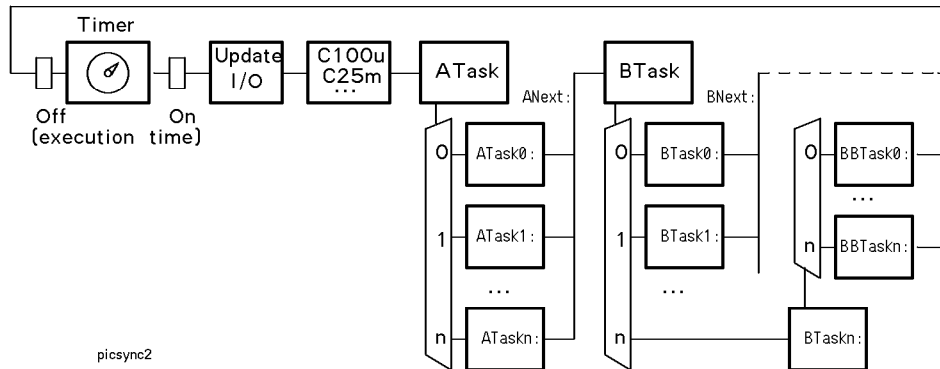 Timer
Update
I/O
C100u
C25m
...
ATask
BTask
ANext:
BNext:
Off
On
(execution time)
0
ATask0:
1
ATask1:
...
n
ATaskn:
0
BTask0:
1
BTask1:
...
n
0
BBTask0:
...
n
BBTaskn:
BTaskn:
picsync2